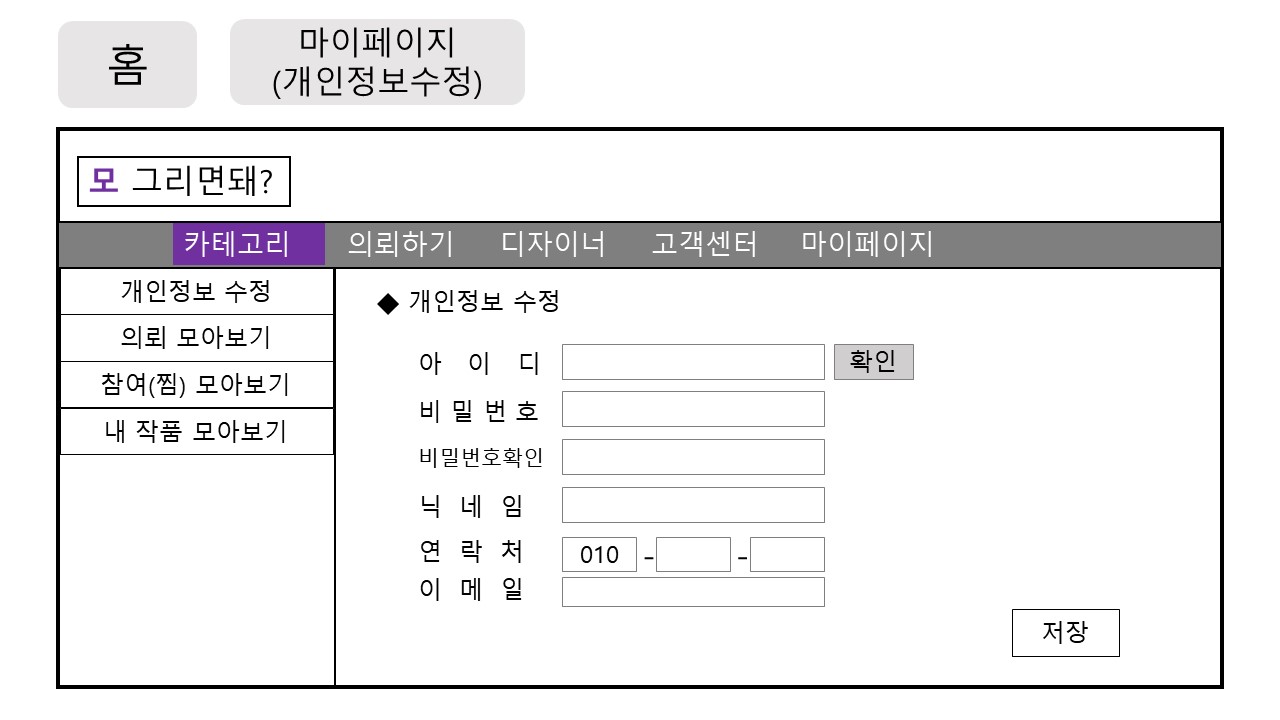 홈
마이페이지
(개인정보수정)
모 그리면돼?
카테고리 의뢰하기 디자이너 고객센터 마이페이지
개인정보 수정
의뢰 모아보기
참여(찜) 모아보기
내 작품 모아보기
◆ 개인정보 수정
아 이 디 확인
비 밀 번 호
비밀번호확인
닉 네 임
연 락 처 010 - -
이 메 일
저장